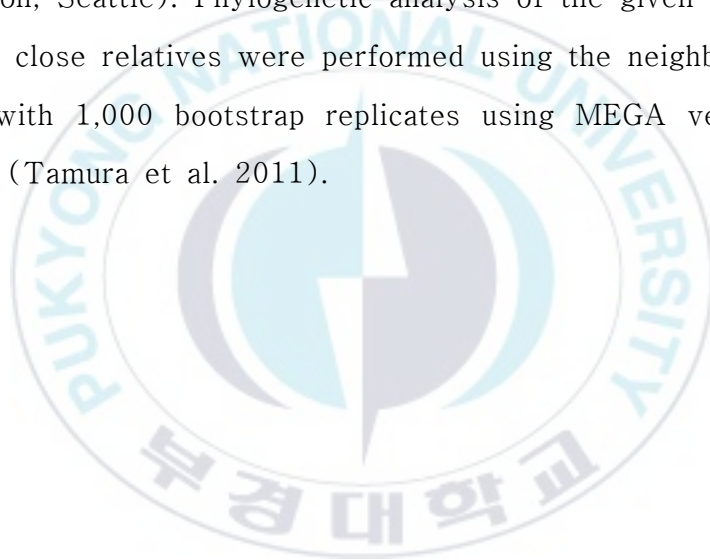 on, Seattle). Phylogenetic analysis of the given
close relatives were performed using the neighb
with 1,000 bootstrap replicates using MEGA ve
(Tamura et al. 2011).
PUKYONG NATIONAL UNIVERSITY
부경대학교